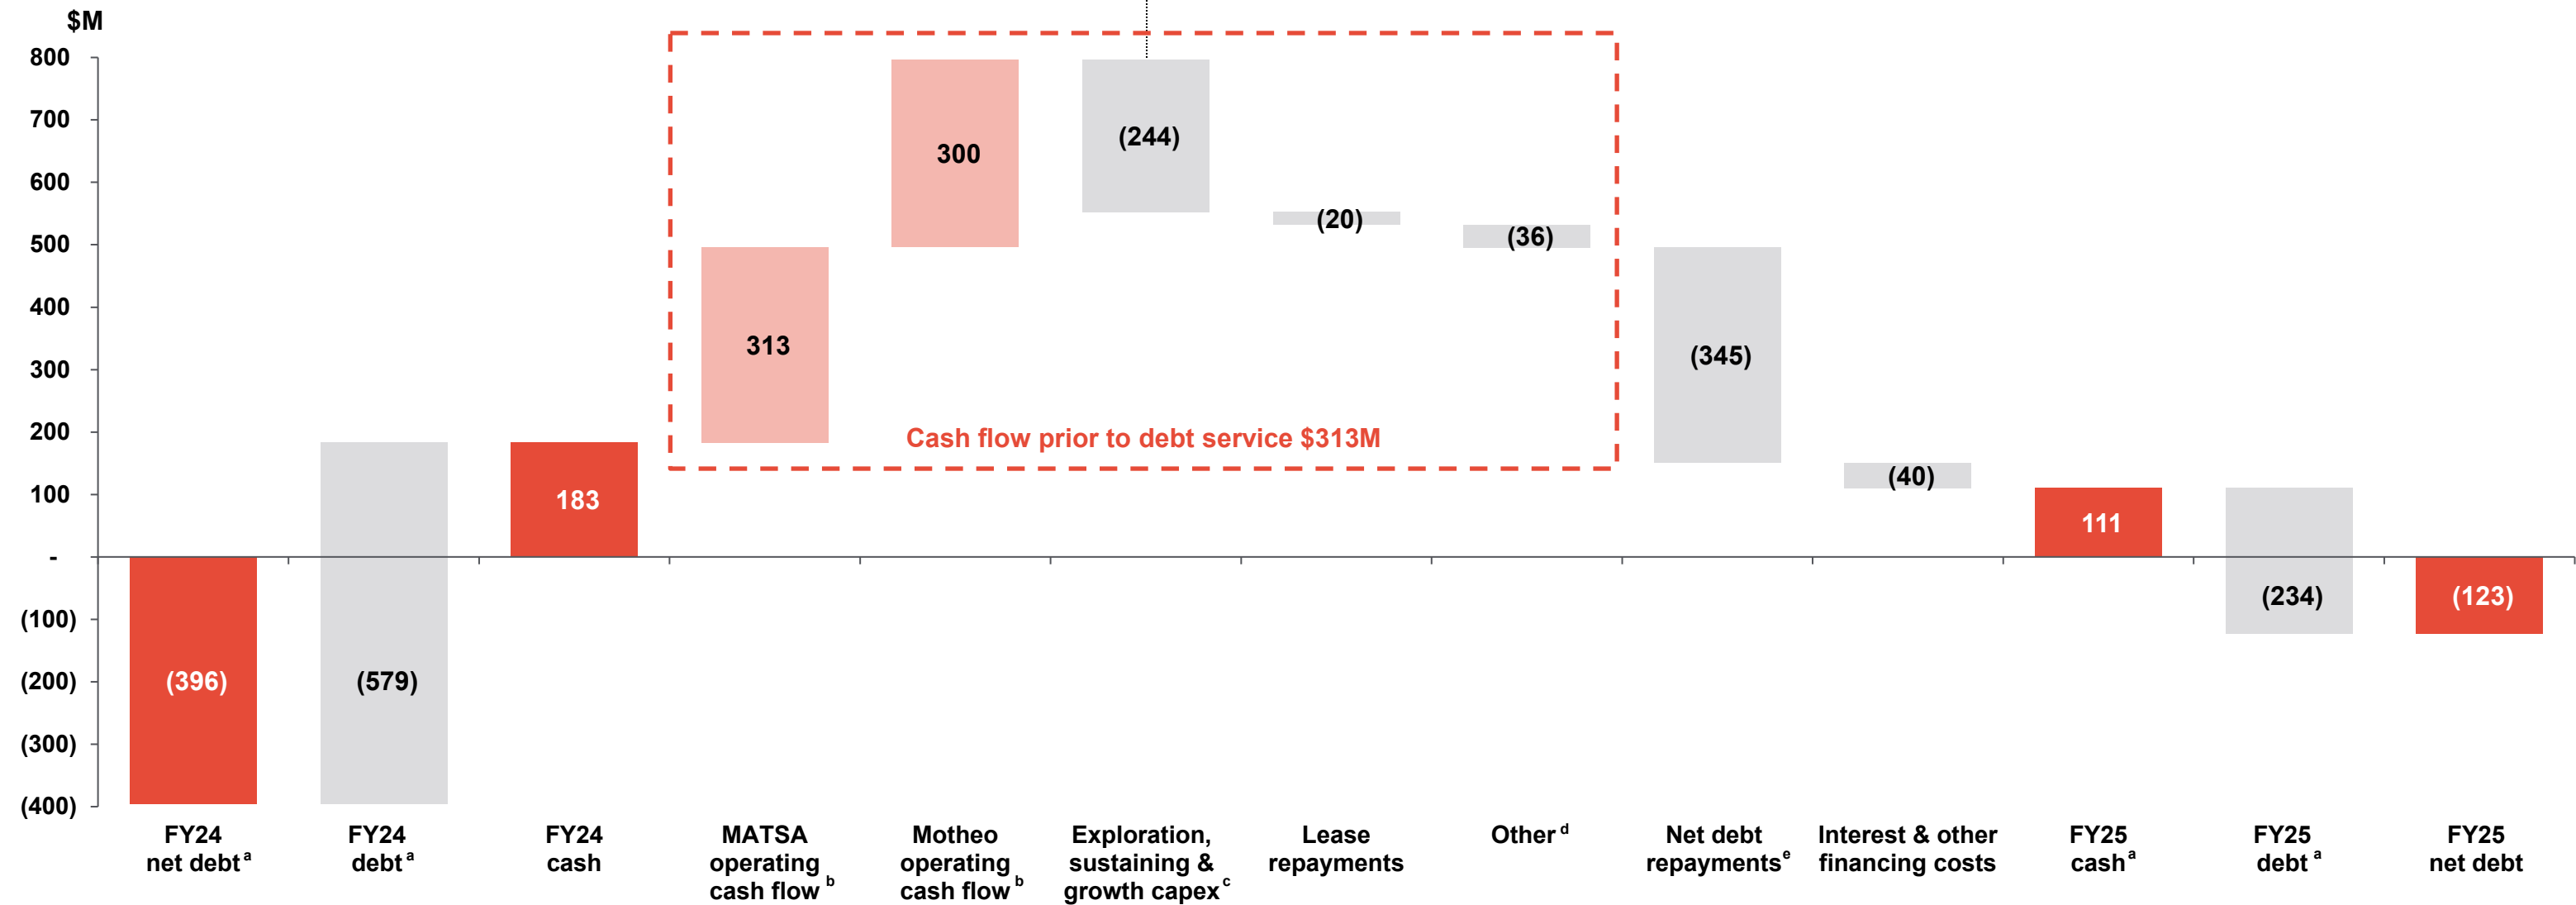 $M
800
700
600
500
400
300
200
100
-
(100)
(200)
(300)
(400)
(396)
(579)
183
313
300
(244)
(20)
(36)
Cash flow prior to debt service $313M
(345)
(40)
111
(234)
(123)
FY24
net debt a
FY24
debt a
FY24
cash
MATSA
operating
cash flow b
Motheo
operating
cash flow b
Exploration,
sustaining &
growth capex c
Lease
repayments
Other d
Net debt
repayments e
Interest & other
financing costs
FY25
cash a
FY25
debt a
FY25
net debt